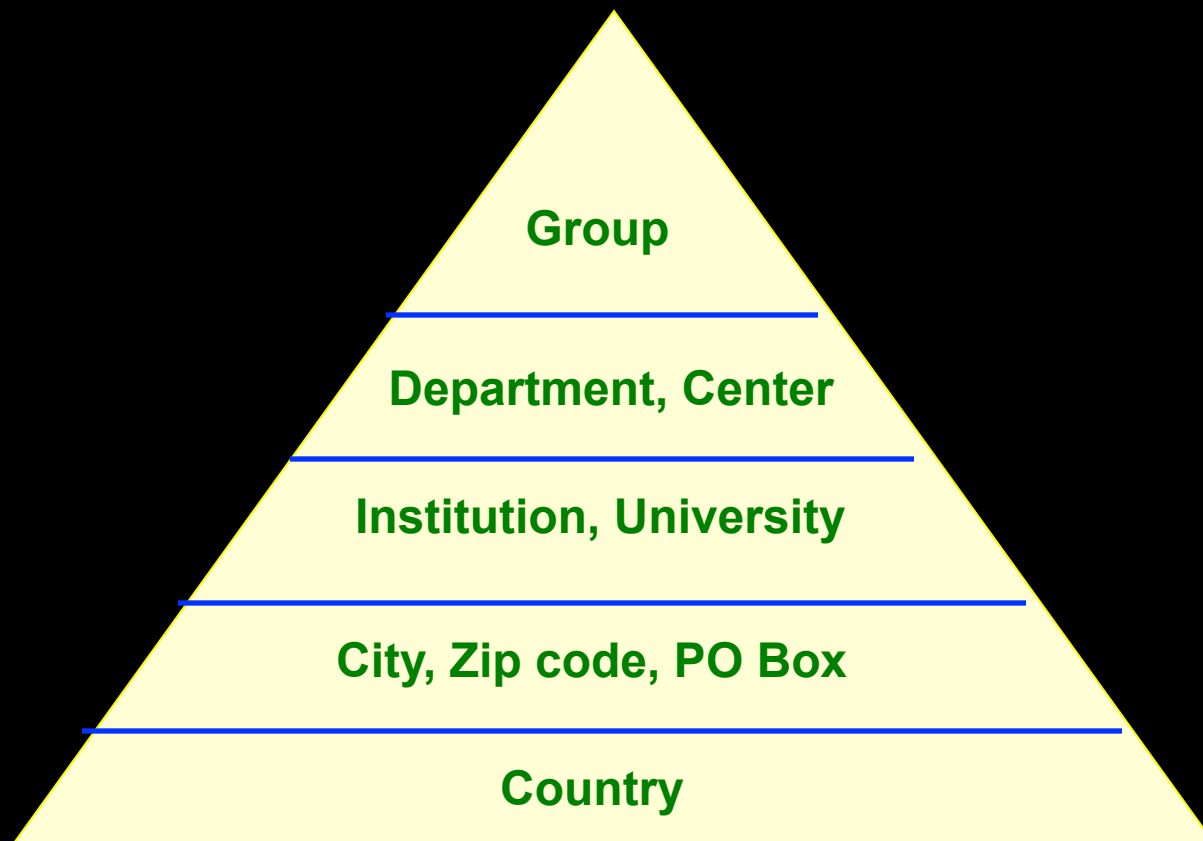 Group
Department, Center
Institution, University
City, Zip code, PO Box
Country